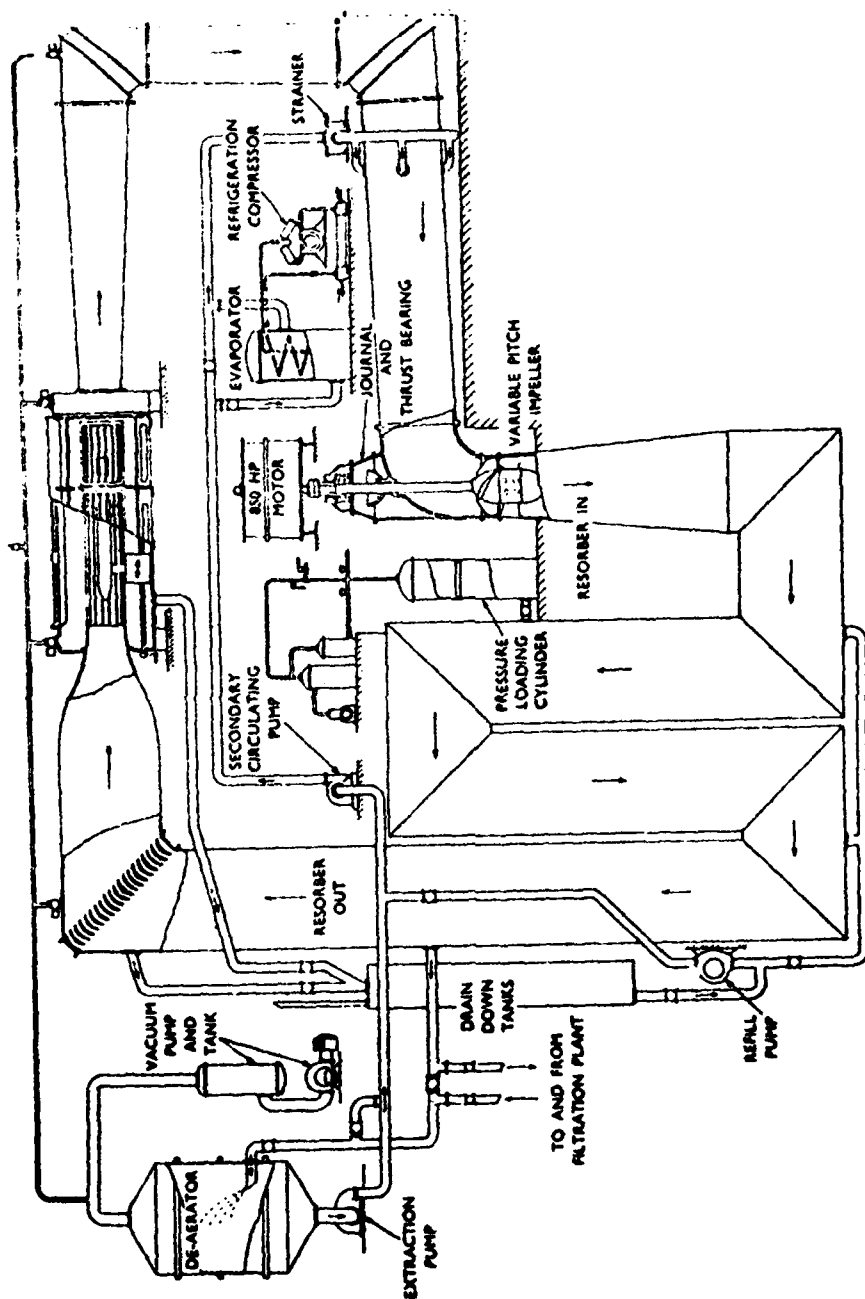 DE-AERATOR
EXTRACTION
PUMP
VACUUM
PUMP AND
TANK
TO AND FROM
FILTRATION PLANT
DRAIN
DOWN
TANKS
REFILL
PUMP
RESORBER
OUT
SECONDARY
CIRCULATING
PUMP
PRESSURE
LOADING
CYLINDER
RESORBER IN
850 HP
MOTOR
EVAPORATOR
JOURNAL
AND
THRUST BEARING
VARIABLE PITCH
IMPELLER
REFRIGERATION
COMPRESSOR
STRAINER